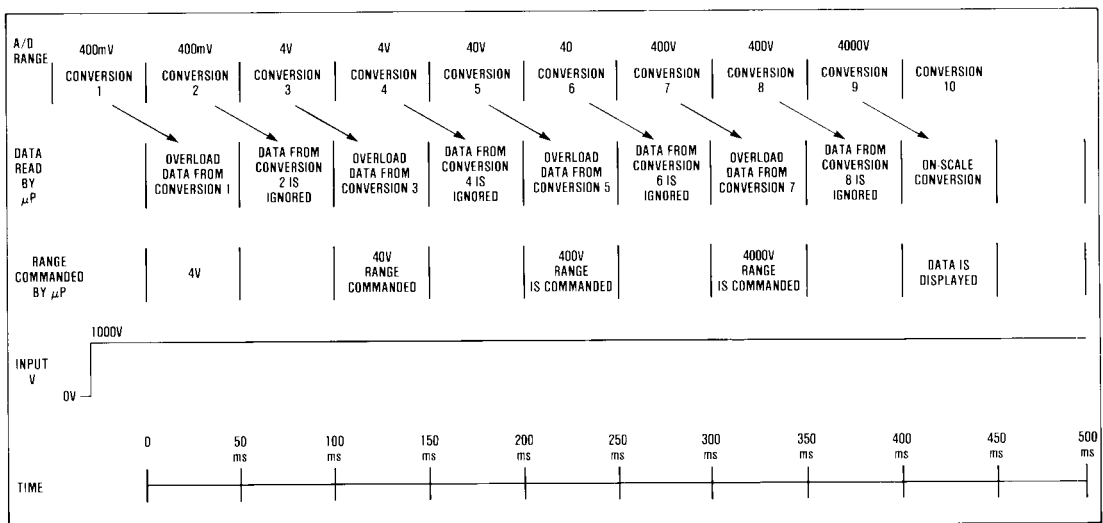 A/D RANGE 400mV 400mV 4V 4V 40V 40 400V 400V 4000V
CONVERSION 1 CONVERSION 2 CONVERSION 3 CONVERSION 4 CONVERSION 5 CONVERSION 6 CONVERSION 7 CONVERSION 8 CONVERSION 9 CONVERSION 10
DATA READ BY μP
OVERLOAD DATA FROM CONVERSION 1
DATA FROM CONVERSION 2 IS IGNORED
OVERLOAD DATA FROM CONVERSION 3
DATA FROM CONVERSION 4 IS IGNORED
OVERLOAD DATA FROM CONVERSION 5
DATA FROM CONVERSION 6 IS IGNORED
OVERLOAD DATA FROM CONVERSION 7
DATA FROM CONVERSION 8 IS IGNORED
ON-SCALE CONVERSION
RANGE COMMANDED BY μP
4V
40V RANGE COMMANDED
400V RANGE IS COMMANDED
4000V RANGE IS COMMANDED
DATA IS DISPLAYED
1000V
INPUT V
0V
0 50 ms 100 ms 150 ms 200 ms 250 ms 300 ms 350 ms 400 ms 450 ms 500 ms
TIME